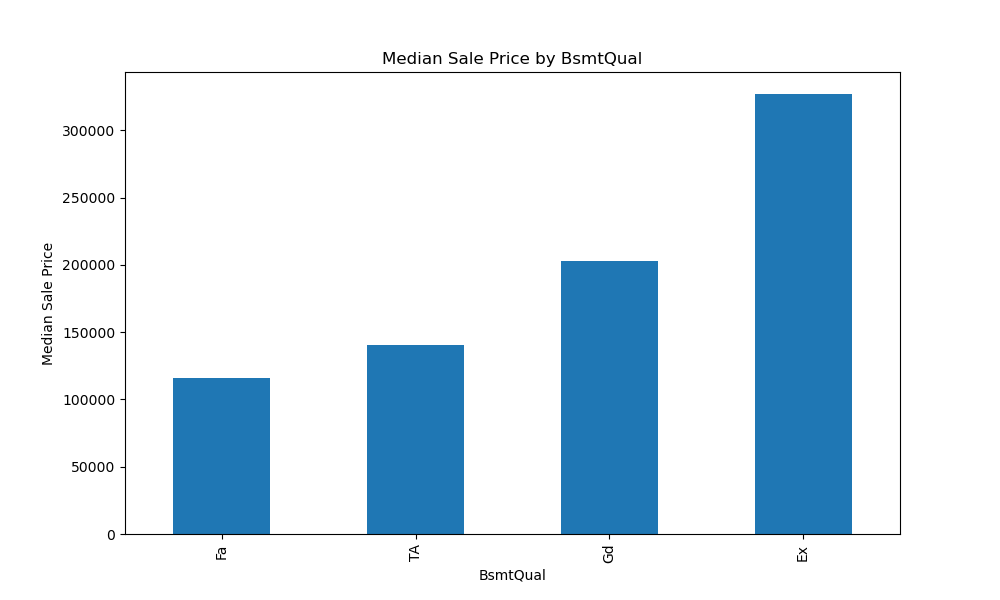 Median Sale Price by BsmtQual
Median Sale Price
300000
250000
200000
150000
100000
50000
0
Fa
TA
Gd
Ex
BsmtQual